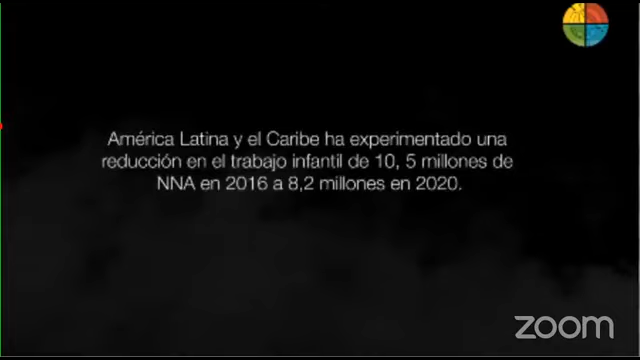 América Latina y el Caribe ha experimentado una
reducción en el trabajo infantil de 10, 5 millones de
NNA en 2016 a 8,2 millones en 2020.
zoom